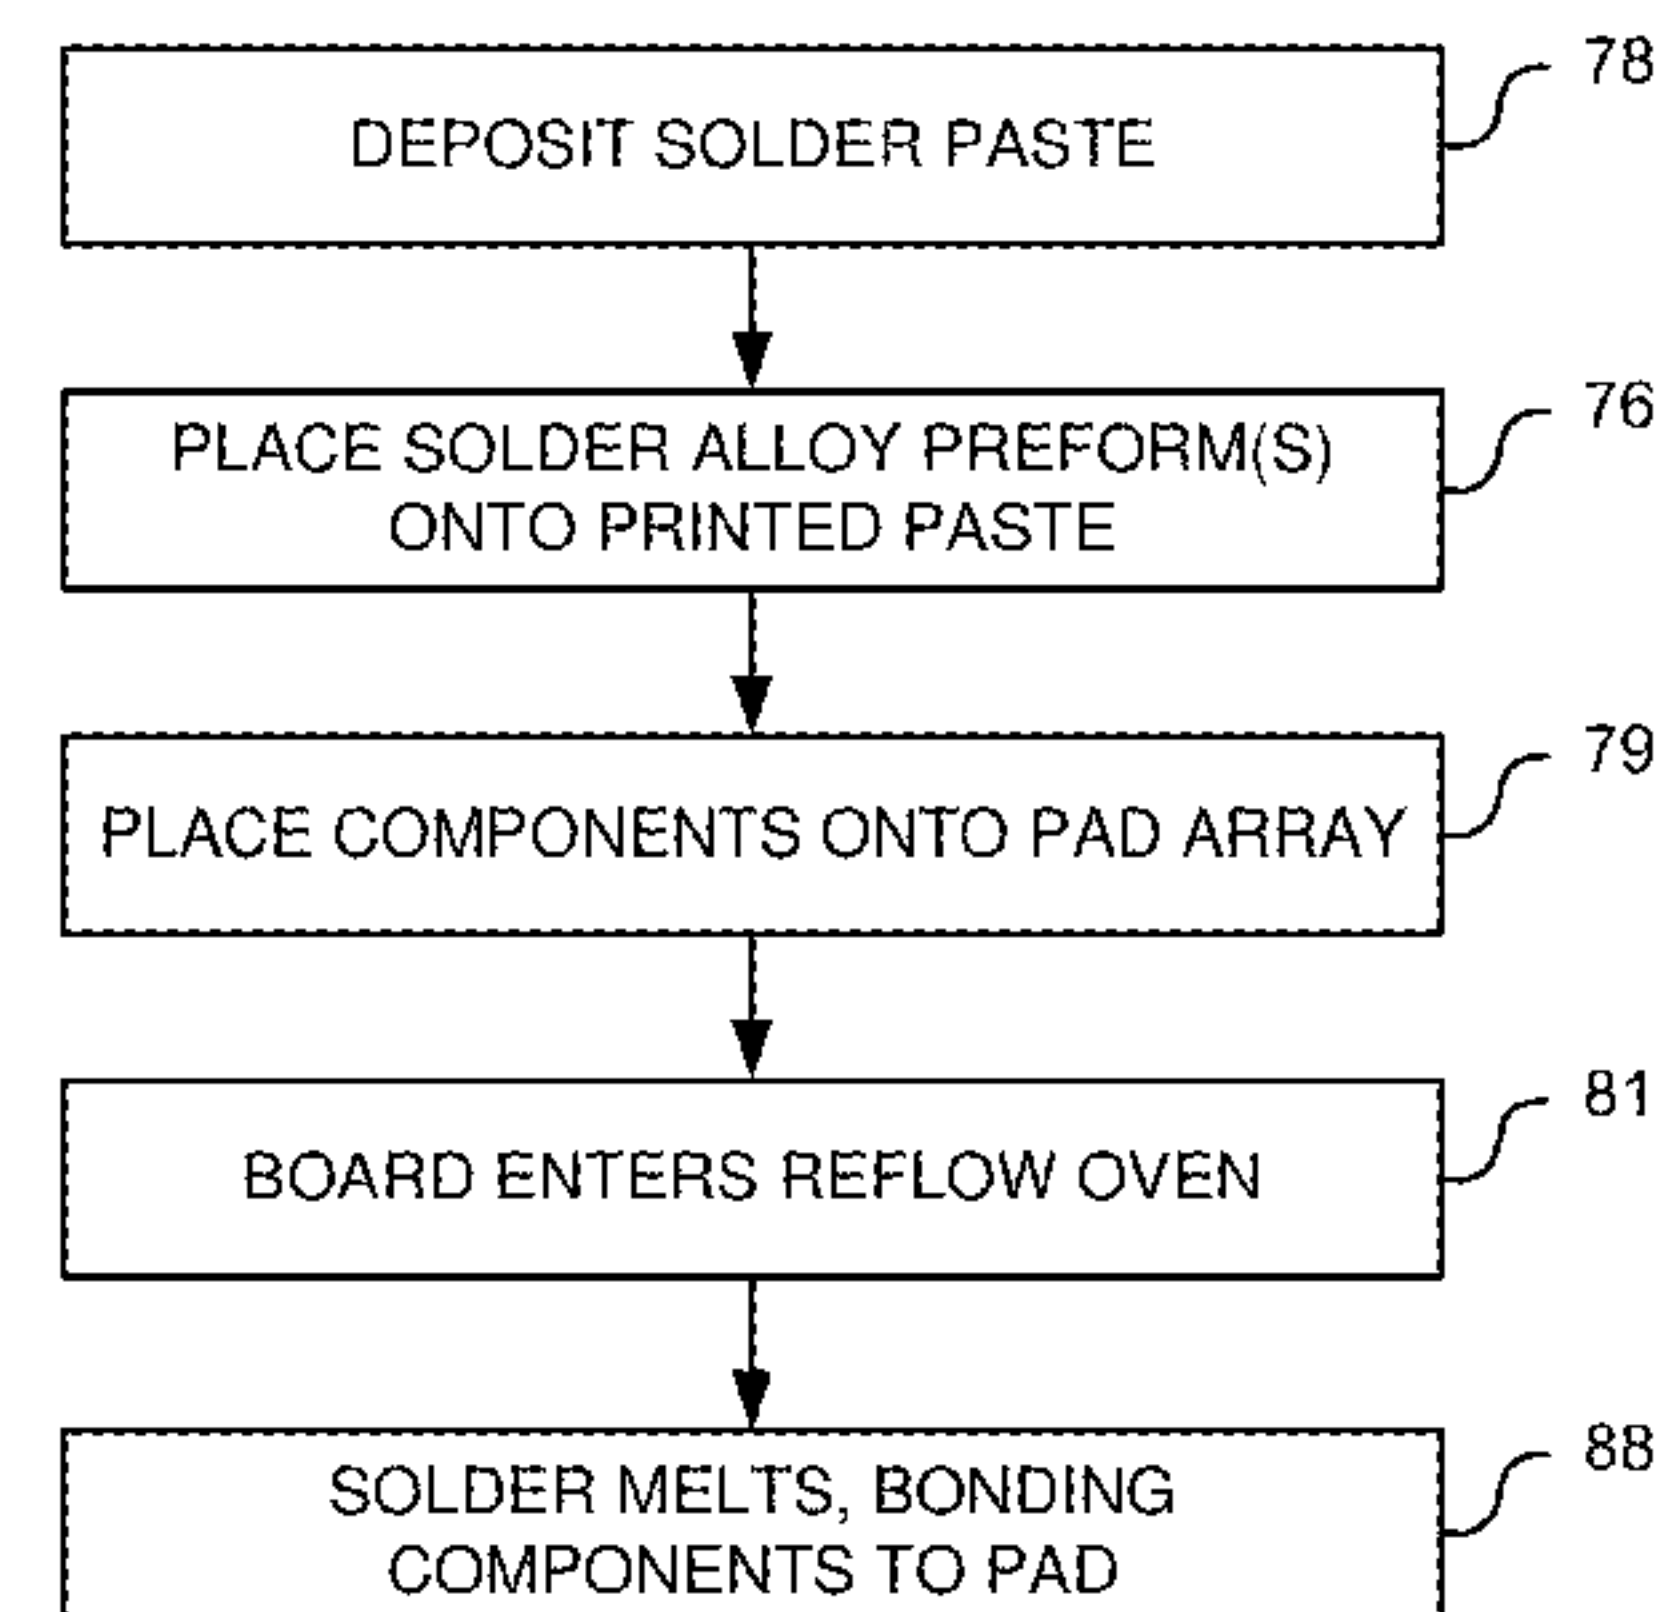 78
DEPOSIT SOLDER PASTE
76
PLACE SOLDER ALLOY PREFORM(S)
ONTO PRINTED PASTE
79
PLACE COMPONENTS ONTO PAD ARRAY
81
BOARD ENTERS REFLOW OVEN
88
SOLDER MELTS, BONDING
COMPONENTS TO PAD